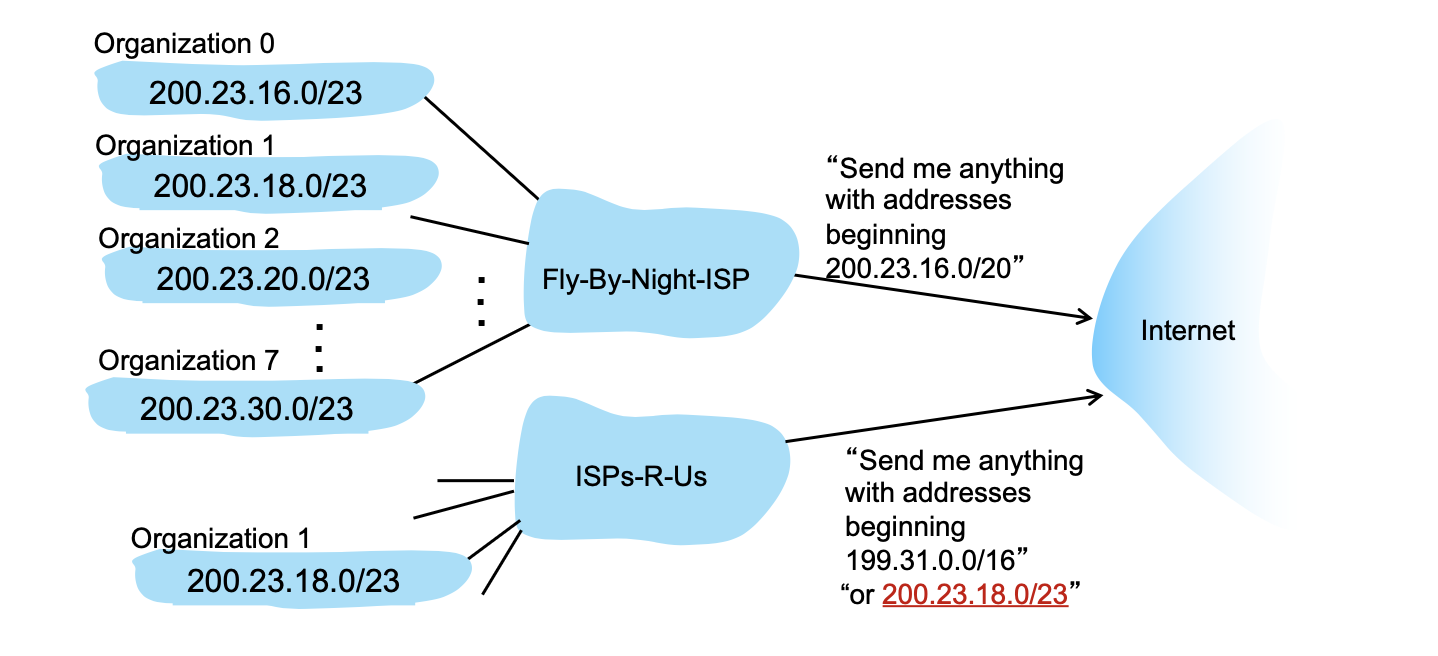 Organization 0
200.23.16.0/23
Organization 1
200.23.18.0/23
Organization 2
200.23.20.0/23
Organization 7
200.23.30.0/23
Fly-By-Night-ISP
“Send me anything
with addresses
beginning
200.23.16.0/20”
Internet
ISPs-R-Us
Organization 1
200.23.18.0/23
“Send me anything
with addresses
beginning
199.31.0.0/16”
“or 200.23.18.0/23”